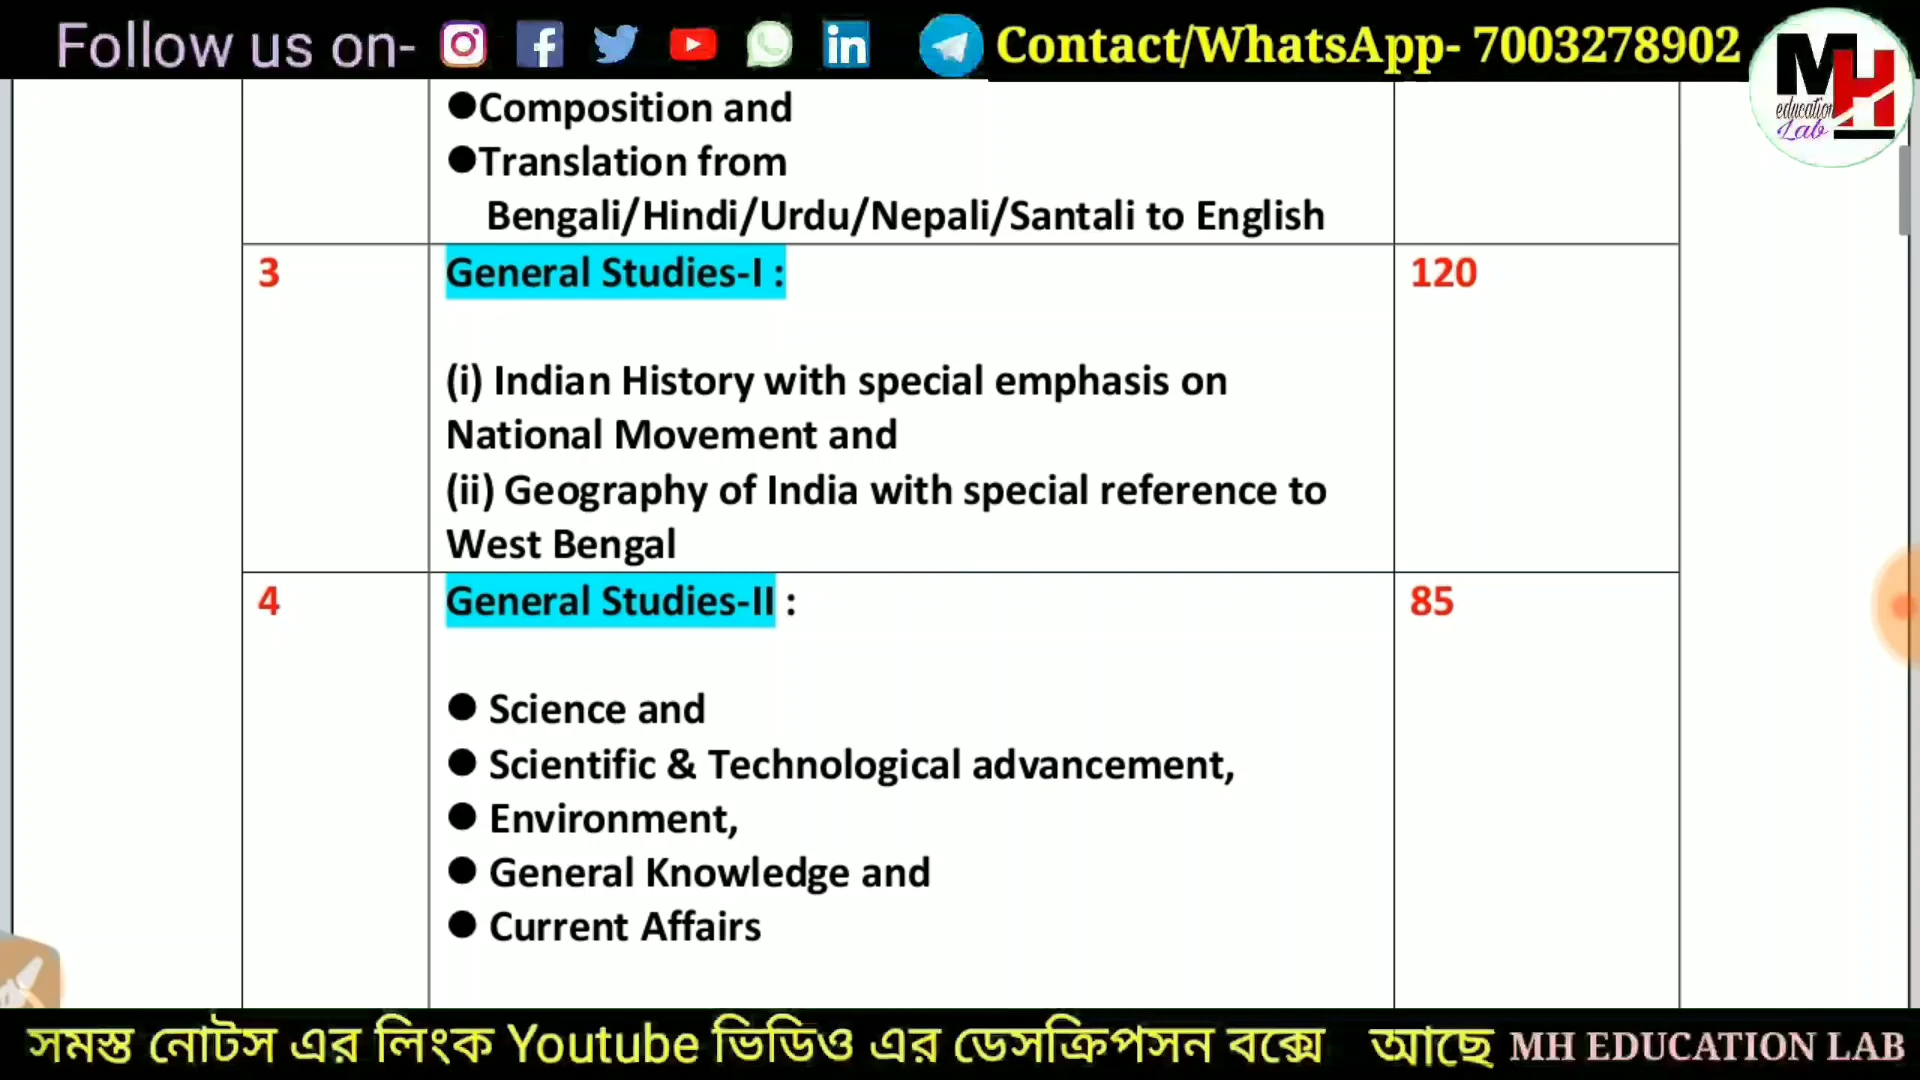 Follow us on- Contact/WhatsApp- 7003278902
MH
education
Lab
●Composition and
●Translation from
Bengali/Hindi/Urdu/Nepali/Santali to English
3 General Studies-I : 120
(i) Indian History with special emphasis on
National Movement and
(ii) Geography of India with special reference to
West Bengal
4 General Studies-II : 85
● Science and
● Scientific & Technological advancement,
● Environment,
● General Knowledge and
● Current Affairs
সমস্ত নোটস এর লিংক Youtube ভিডিও এর ডেসক্রিপসন বক্সে আছে MH EDUCATION LAB